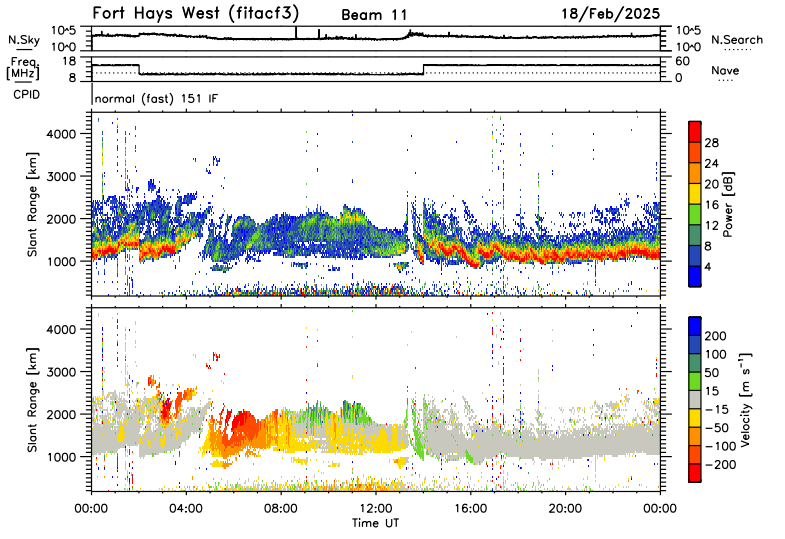 Fort Hays West (fitacf3) Beam 11 18/Feb/2025
N.Sky 10^5 10^0 10^5 10^0 N.Search
Freq. [MHz] 18 8 60 0 Nave
CPID normal (fast) 151 IF
Slant Range [km] 4000 3000 2000 1000
Power [dB] 28 24 20 16 12 8 4
Slant Range [km] 4000 3000 2000 1000
Velocity [m s⁻¹] 200 100 50 15 −15 −50 −100 −200
00:00 04:00 08:00 12:00 16:00 20:00 00:00
Time UT